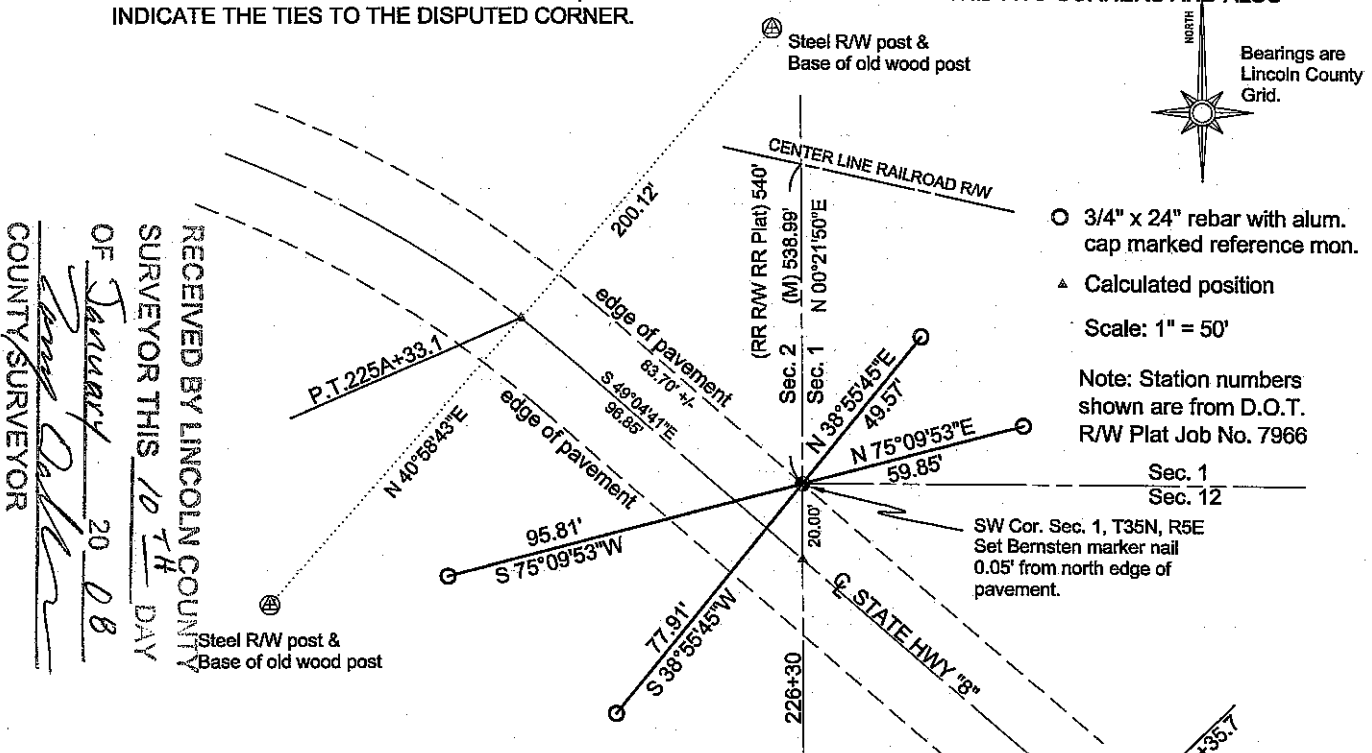 INDICATE THE TIES TO THE DISPUTED CORNER.
Steel R/W post &
Base of old wood post
NORTH
Bearings are
Lincoln County
Grid.
CENTER LINE RAILROAD R/W
200.12'
(RR R/W RR Plat) 540'
(M) 538.99'
N 00°21'50"E
Sec. 2
Sec. 1
3/4" x 24" rebar with alum.
cap marked reference mon.
Calculated position
Scale: 1" = 50'
Note: Station numbers
shown are from D.O.T.
R/W Plat Job No. 7966
edge of pavement
83.70' +/-
S 49°04'41"E
96.85'
edge of pavement
P.T.225A+33.1
N 40°58'43"E
N 38°55'45"E
49.57'
N 75°09'53"E
59.85'
Sec. 1
Sec. 12
95.81'
S 75°09'53"W
20.00'
SW Cor. Sec. 1, T35N, R5E
Set Bernsten marker nail
0.05' from north edge of
pavement.
77.91'
S 38°55'45"W
℄ STATE HWY "8"
226+30
+35.7
Steel R/W post &
Base of old wood post
RECEIVED BY LINCOLN COUNTY
SURVEYOR THIS 10TH DAY
OF January 20 08
COUNTY SURVEYOR